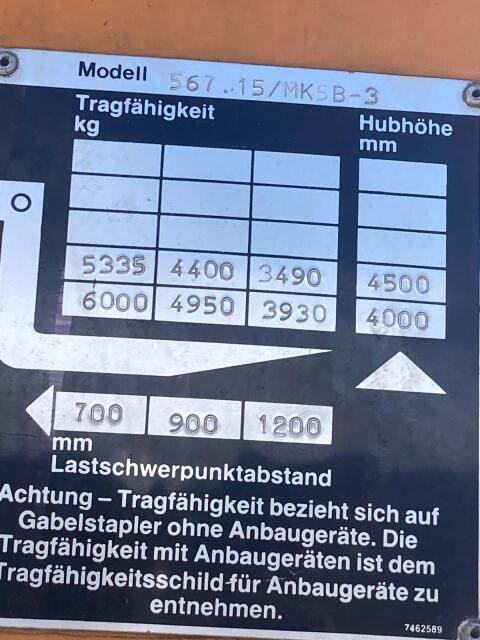 Modell 567..15/MK5B-3
Tragfähigkeit
kg
Hubhöhe
mm
5335 4400 3490 4500
6000 4950 3930 4000
700 900 1200
mm
Lastschwerpunktabstand
Achtung – Tragfähigkeit bezieht sich auf
Gabelstapler ohne Anbaugeräte. Die
Tragfähigkeit mit Anbaugeräten ist dem
Tragfähigkeitsschild für Anbaugeräte zu
entnehmen.
7462589